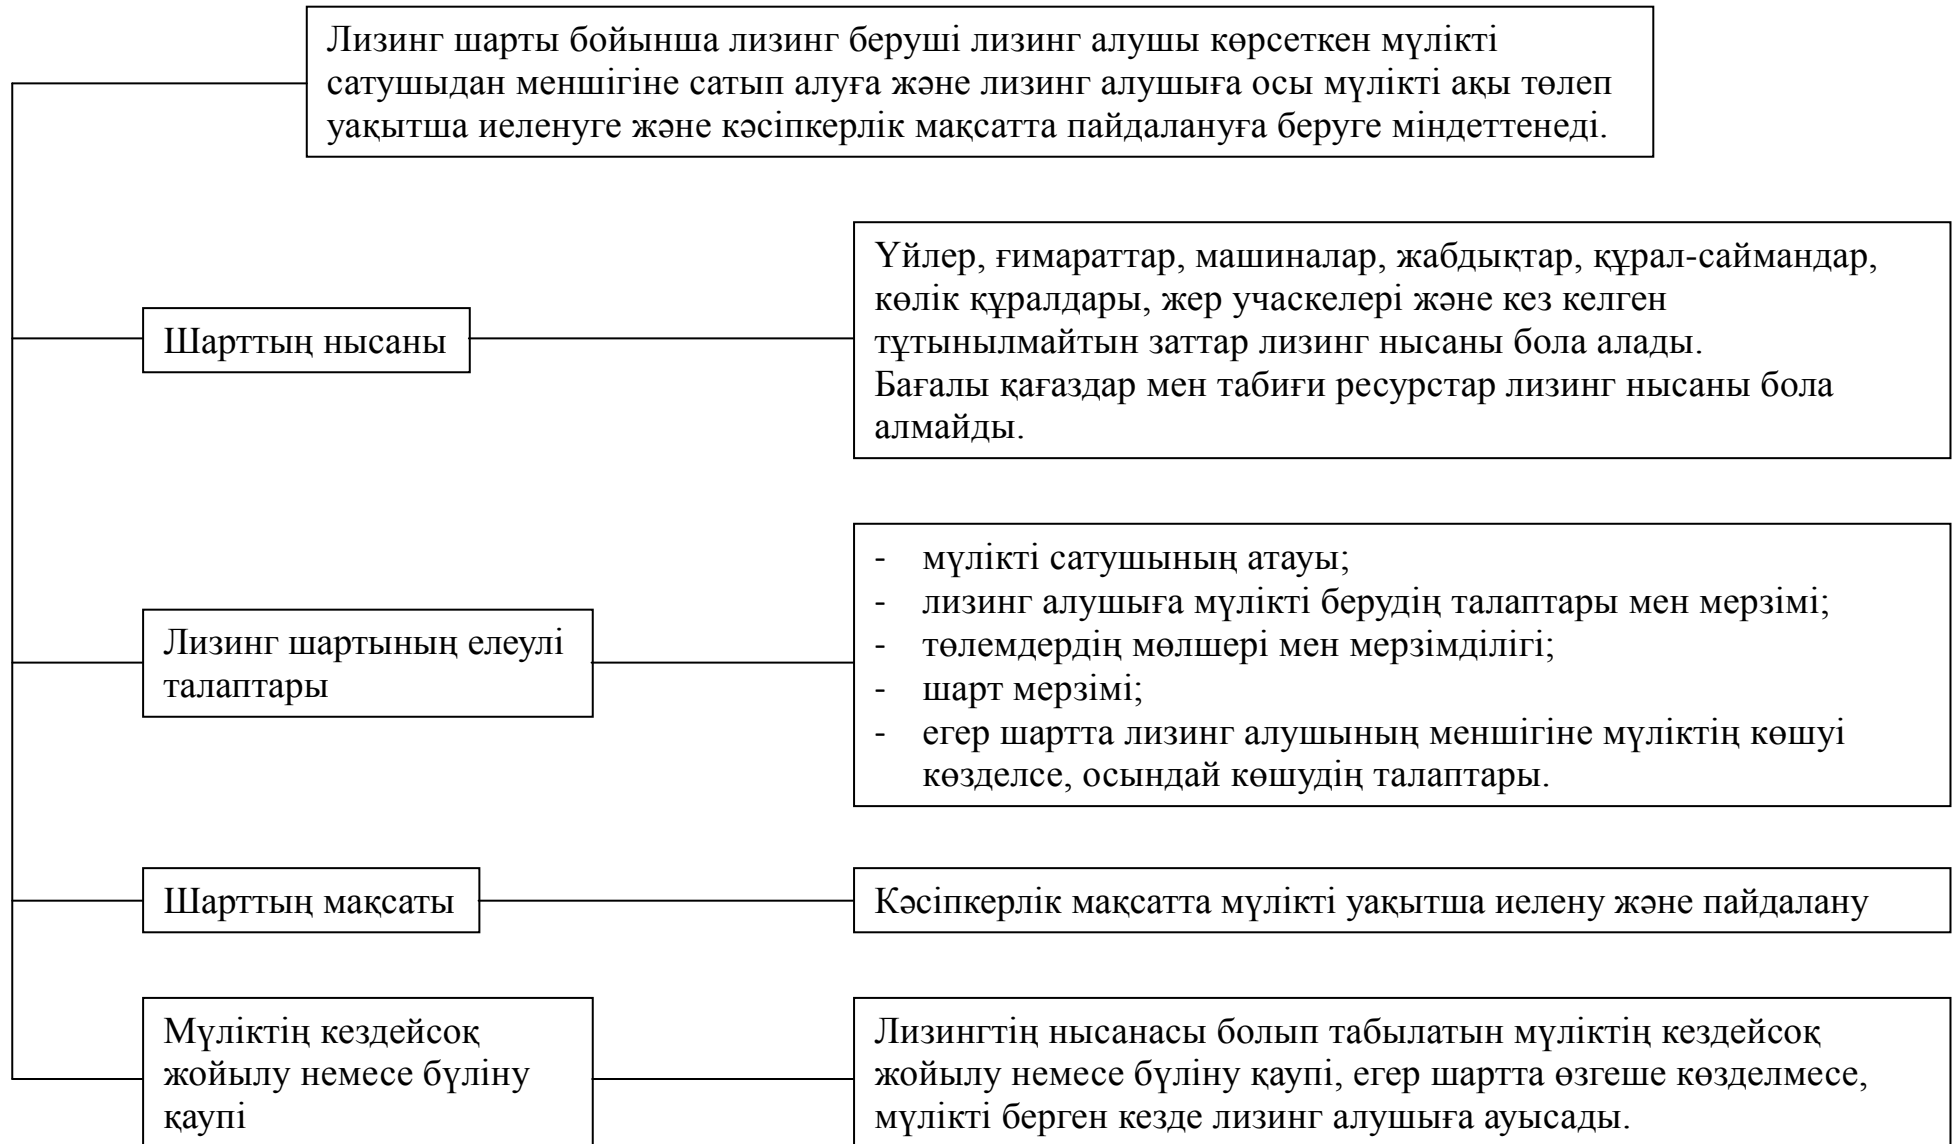 Лизинг шарты бойынша лизинг беруші лизинг алушы көрсеткен мүлікті
сатушыдан меншігіне сатып алуға және лизинг алушыға осы мүлікті ақы төлеп
уақытша иеленуге және кәсіпкерлік мақсатта пайдалануға беруге міндеттенеді.
Шарттың нысаны
Үйлер, ғимараттар, машиналар, жабдықтар, құрал-саймандар,
көлік құралдары, жер учаскелері және кез келген
тұтынылмайтын заттар лизинг нысаны бола алады.
Бағалы қағаздар мен табиғи ресурстар лизинг нысаны бола
алмайды.
Лизинг шартының елеулі
талаптары
- мүлікті сатушының атауы;
- лизинг алушыға мүлікті берудің талаптары мен мерзімі;
- төлемдердің мөлшері мен мерзімділігі;
- шарт мерзімі;
- егер шартта лизинг алушының меншігіне мүліктің көшуі
көзделсе, осындай көшудің талаптары.
Шарттың мақсаты
Кәсіпкерлік мақсатта мүлікті уақытша иелену және пайдалану
Мүліктің кездейсоқ
жойылу немесе бүліну
қаупі
Лизингтің нысанасы болып табылатын мүліктің кездейсоқ
жойылу немесе бүліну қаупі, егер шартта өзгеше көзделмесе,
мүлікті берген кезде лизинг алушыға ауысады.